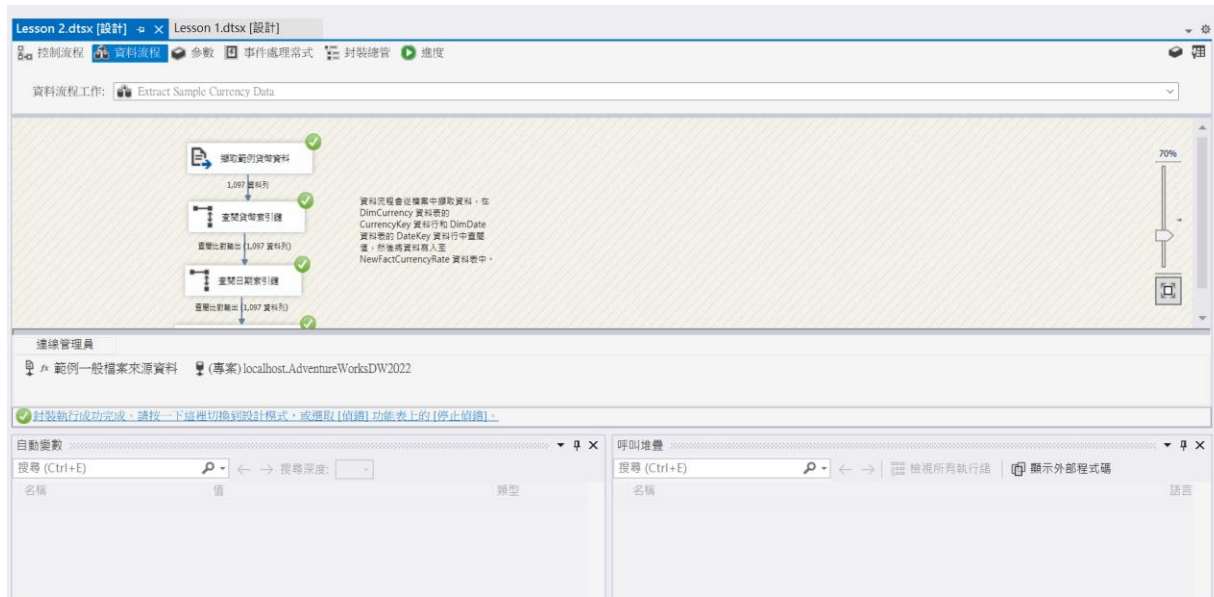 Lesson 2.dtsx [設計] Lesson 1.dtsx [設計]
控制流程 資料流程 參數 事件處理常式 封裝總管 進度
資料流程工作: Extract Sample Currency Data
擷取範例貨幣資料
1,097 資料列
查閱貨幣索引鍵
查閱比對輸出 (1,097 資料列)
查閱日期索引鍵
查閱比對輸出 (1,097 資料列)
資料流程會從檔案中擷取資料，在
DimCurrency 資料表的
CurrencyKey 資料行和 DimDate
資料表的 DateKey 資料行中查閱
值，然後將資料寫入至
NewFactCurrencyRate 資料表中。
70%
連線管理員
fx 範例一般檔案來源資料 (專案) localhost.AdventureWorksDW2022
封裝執行成功完成。請按一下這裡切換到設計模式，或選取 [偵錯] 功能表上的 [停止偵錯]。
自動變數
搜尋 (Ctrl+E) 搜尋深度:
名稱 值 類型
呼叫堆疊
搜尋 (Ctrl+E) 檢視所有執行緒 顯示外部程式碼
名稱 語言